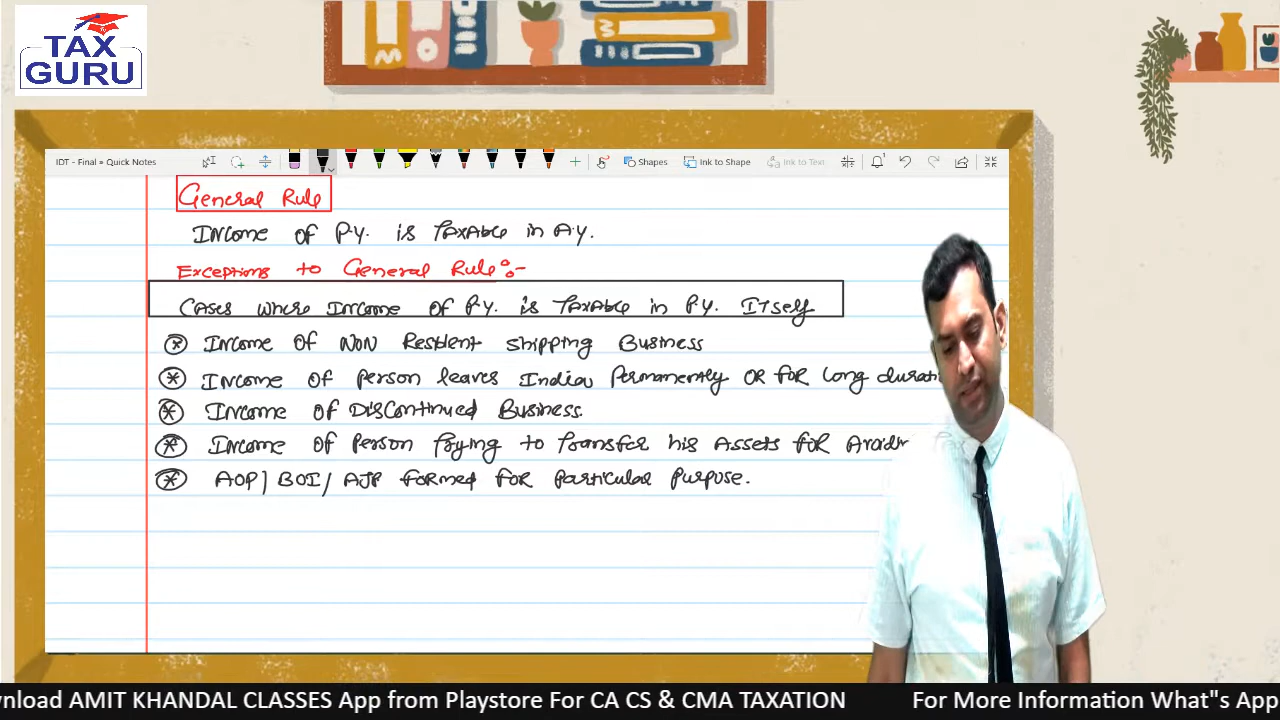 TAX
GURU
IDT - Final » Quick Notes
Shapes
Ink to Shape
Ink to Text
General Rule
Income of P.Y. is Taxable in A.Y.
Exceptions to General Rule:-
Cases where Income of P.Y. is Taxable in P.Y. Itself
* Income of Non Resident Shipping Business
* Income of person leaves India Permanently OR for long
* Income of Discontinued Business.
* Income of Person Trying to Transfer his Assets for
* AOP/ BOI/ AJP formed for Particular Purpose.
wnload AMIT KHANDAL CLASSES App from Playstore For CA CS & CMA TAXATION For More Information What"s App